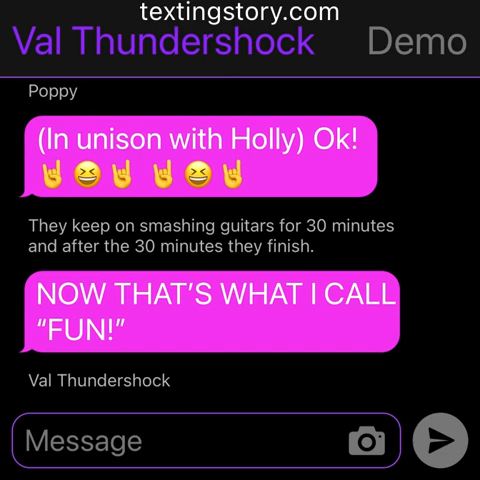 textingstory.com
Val Thundershock Demo
Poppy
(In unison with Holly) Ok!
🤘😆🤘 🤘😆🤘
They keep on smashing guitars for 30 minutes
and after the 30 minutes they finish.
NOW THAT’S WHAT I CALL
“FUN!”
Val Thundershock
Message